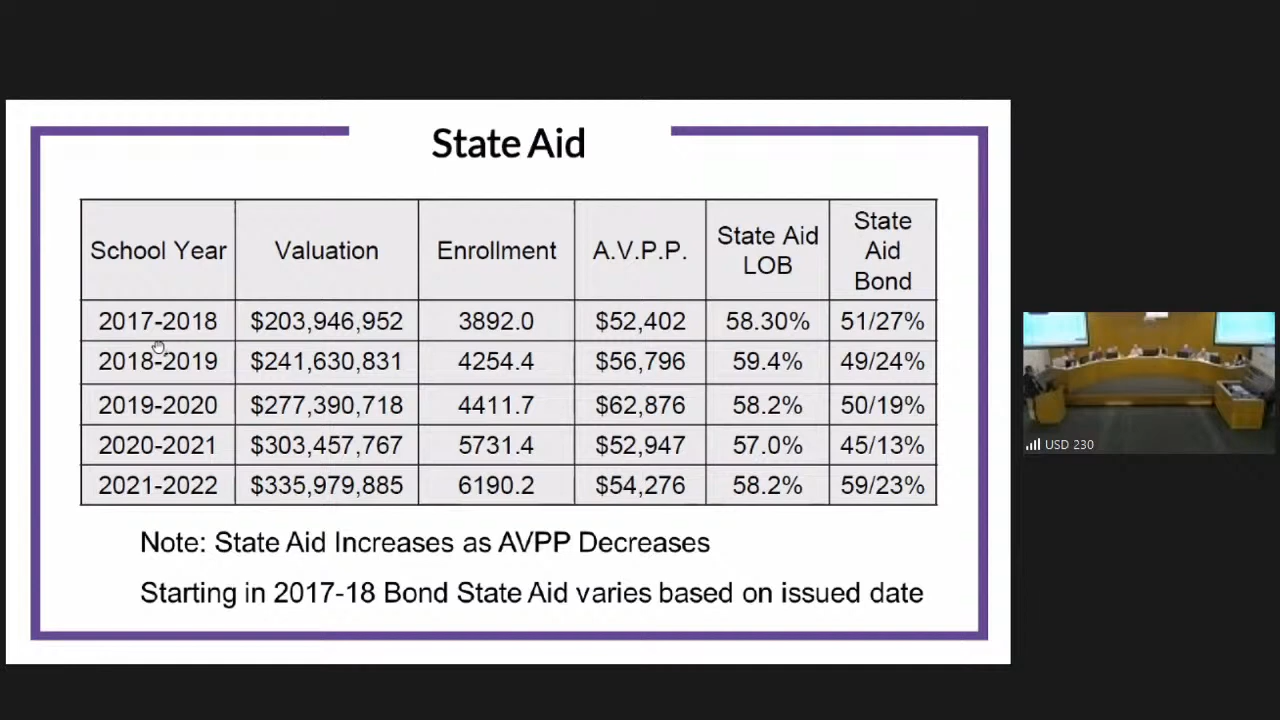 State Aid
School Year Valuation Enrollment A.V.P.P. State Aid LOB State Aid Bond
2017-2018 $203,946,952 3892.0 $52,402 58.30% 51/27%
2018-2019 $241,630,831 4254.4 $56,796 59.4% 49/24%
2019-2020 $277,390,718 4411.7 $62,876 58.2% 50/19%
2020-2021 $303,457,767 5731.4 $52,947 57.0% 45/13%
2021-2022 $335,979,885 6190.2 $54,276 58.2% 59/23%
Note: State Aid Increases as AVPP Decreases
Starting in 2017-18 Bond State Aid varies based on issued date
USD 230